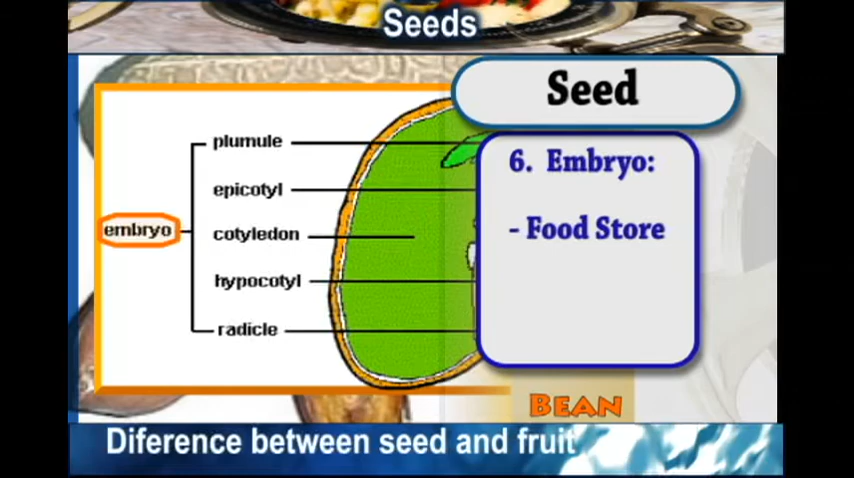 Seeds
Seed
6. Embryo:
- Food Store
plumule
epicotyl
embryo
cotyledon
hypocotyl
radicle
BEAN
Diference between seed and fruit